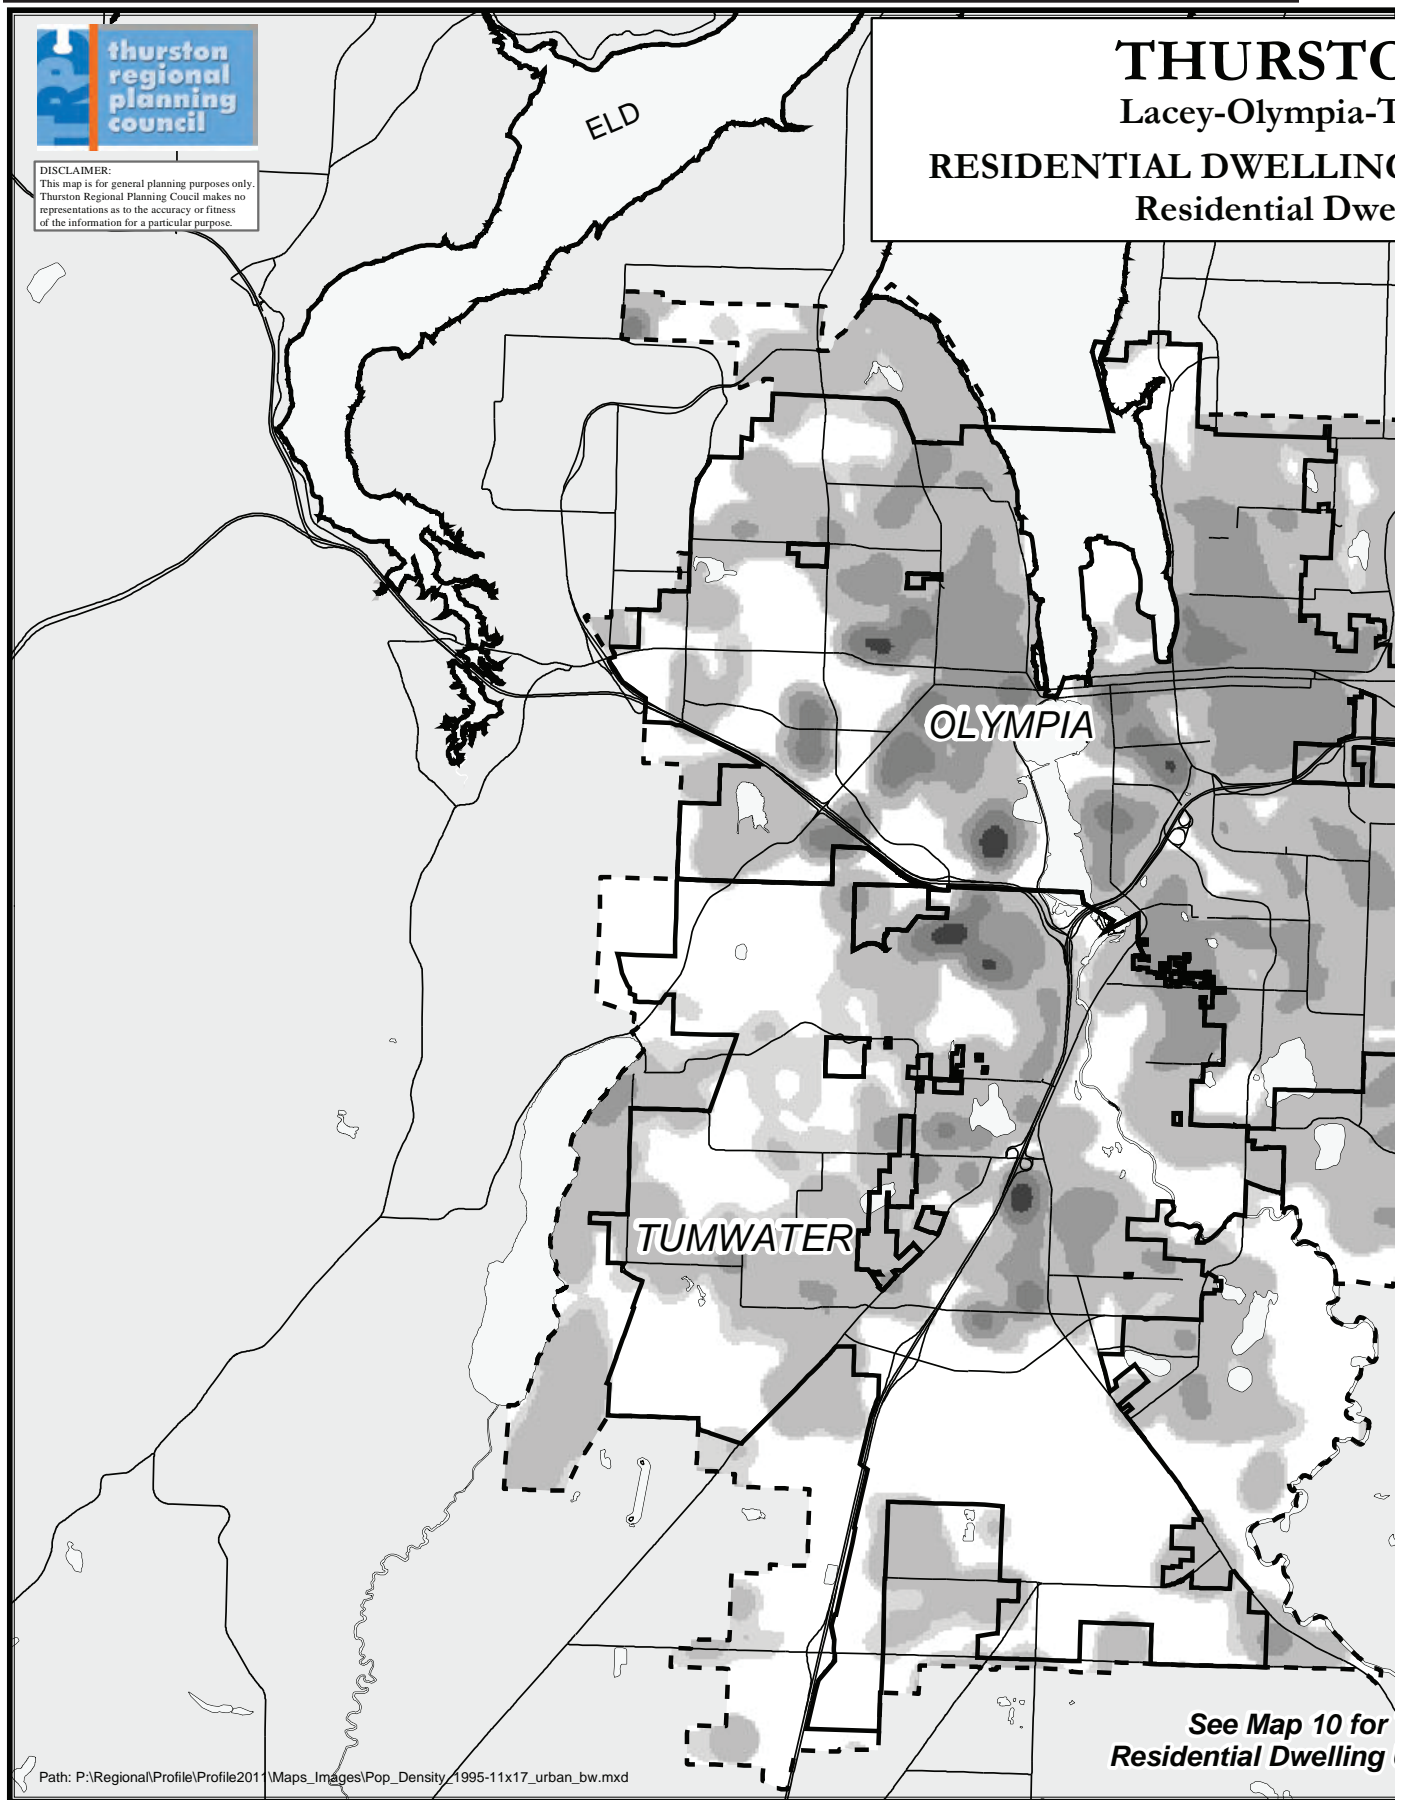 thurston
regional
planning
council
TRPC
DISCLAIMER:
This map is for general planning purposes only.
Thurston Regional Planning Coucil makes no
representations as to the accuracy or fitness
of the information for a particular purpose.
THURSTO
Lacey-Olympia-T
RESIDENTIAL DWELLING
Residential Dwe
ELD
OLYMPIA
TUMWATER
See Map 10 for
Residential Dwelling
Path: P:\Regional\Profile\Profile2011\Maps_Images\Pop_Density_1995-11x17_urban_bw.mxd